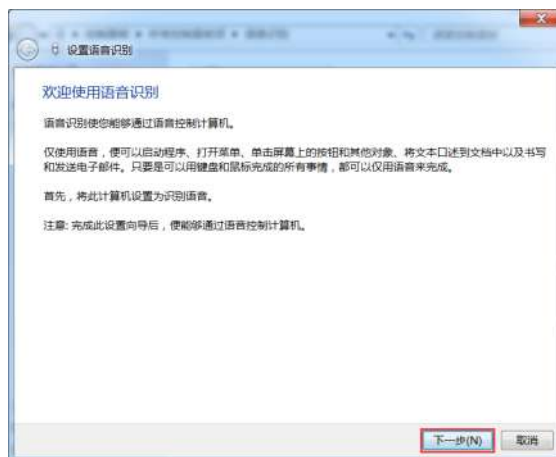 设置语音识别
欢迎使用语音识别
语音识别使您能够通过语音控制计算机。
仅使用语音，便可以启动程序、打开菜单、单击屏幕上的按钮和其他对象、将文本口述到文档中以及书写
和发送电子邮件。只要是可以用键盘和鼠标完成的所有事情，都可以仅用语音来完成。
首先，将此计算机设置为识别语音。
注意: 完成此设置向导后，便能够通过语音控制计算机。
下一步(N) 取消